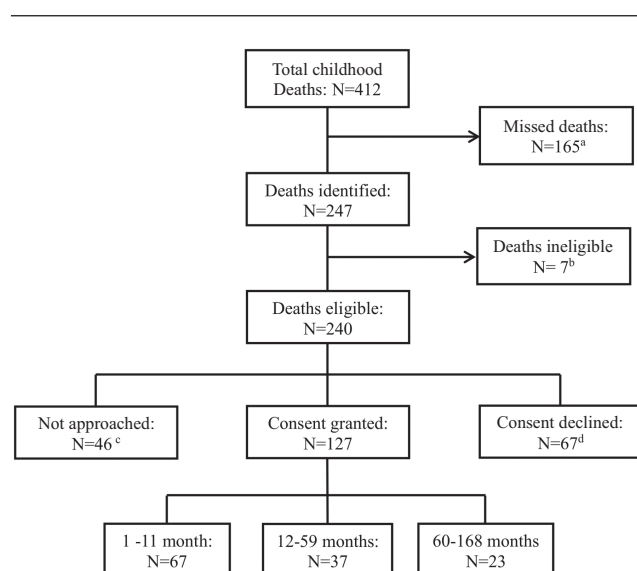 Total childhood
Deaths: N=412
Missed deaths:
N=165a
Deaths identified:
N=247
Deaths ineligible
N= 7b
Deaths eligible:
N=240
Not approached:
N=46 c
Consent granted:
N=127
Consent declined:
N=67d
1 -11 month:
N=67
12-59 months:
N=37
60-168 months
N=23